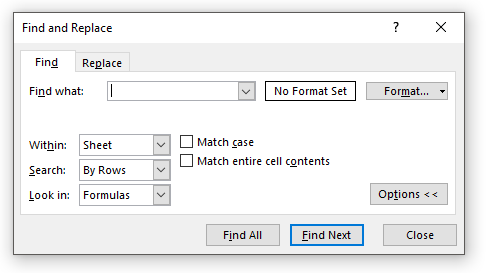 Find and Replace
?
Find Replace
Find what: No Format Set Format...
Within: Sheet Match case
Search: By Rows Match entire cell contents
Look in: Formulas Options <<
Find All Find Next Close